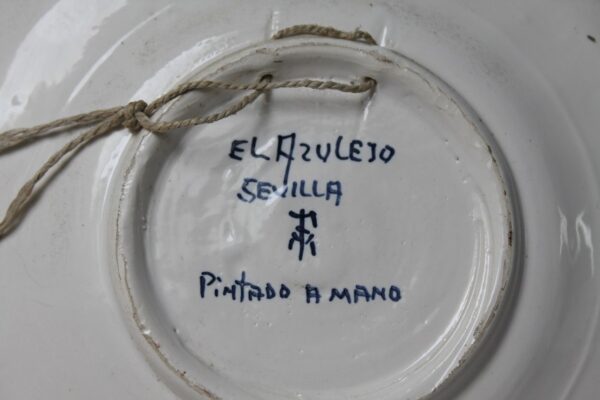 EL AZULEJO
SEVILLA
PINTADO A MANO